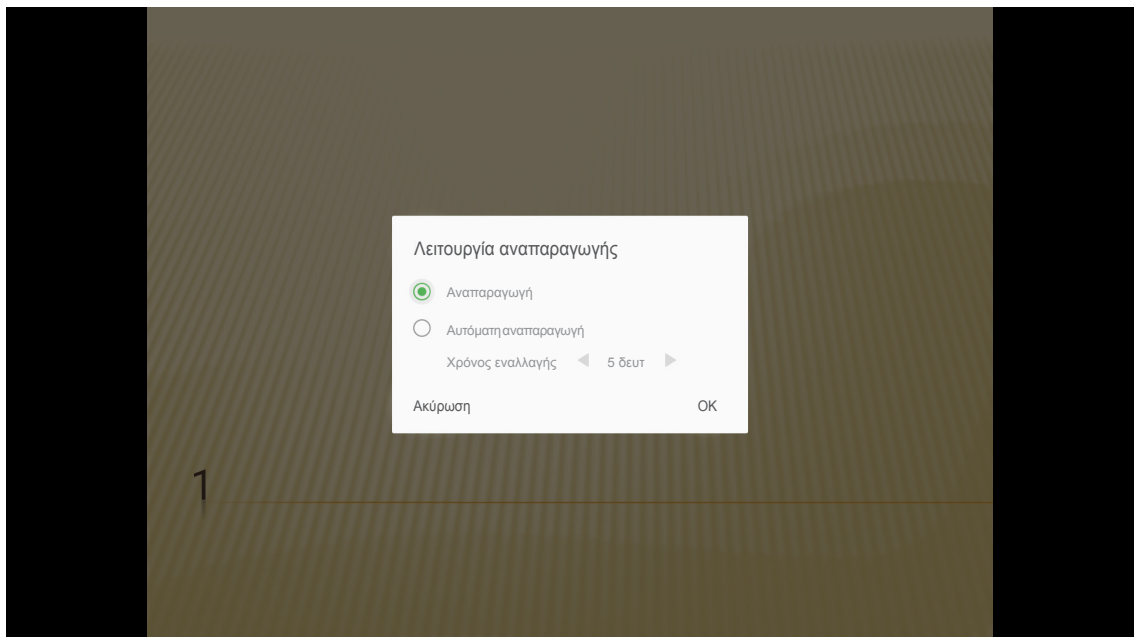 Λειτουργία αναπαραγωγής
Αναπαραγωγή
Αυτόματη αναπαραγωγή
Χρόνος εναλλαγής 5 δευτ
Ακύρωση OK
1